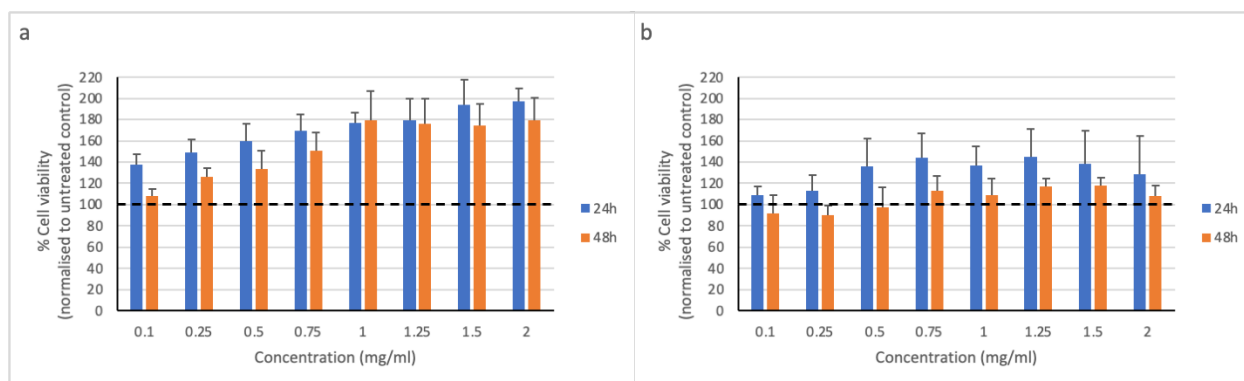 a
% Cell viability
(normalised to untreated control)
220
200
180
160
140
120
100
80
60
40
20
0
0.1 0.25 0.5 0.75 1 1.25 1.5 2
Concentration (mg/ml)
24h
48h
b
% Cell viability
(normalised to untreated control)
220
200
180
160
140
120
100
80
60
40
20
0
0.1 0.25 0.5 0.75 1 1.25 1.5 2
Concentration (mg/ml)
24h
48h